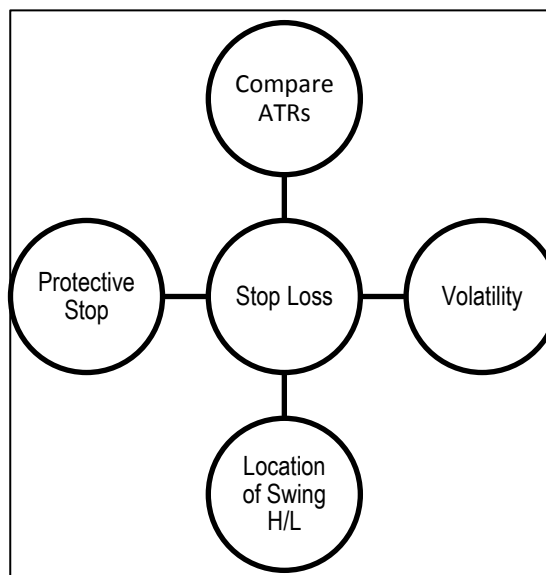 Compare
ATRs
Protective
Stop
Stop Loss
Volatility
Location
of Swing
H/L